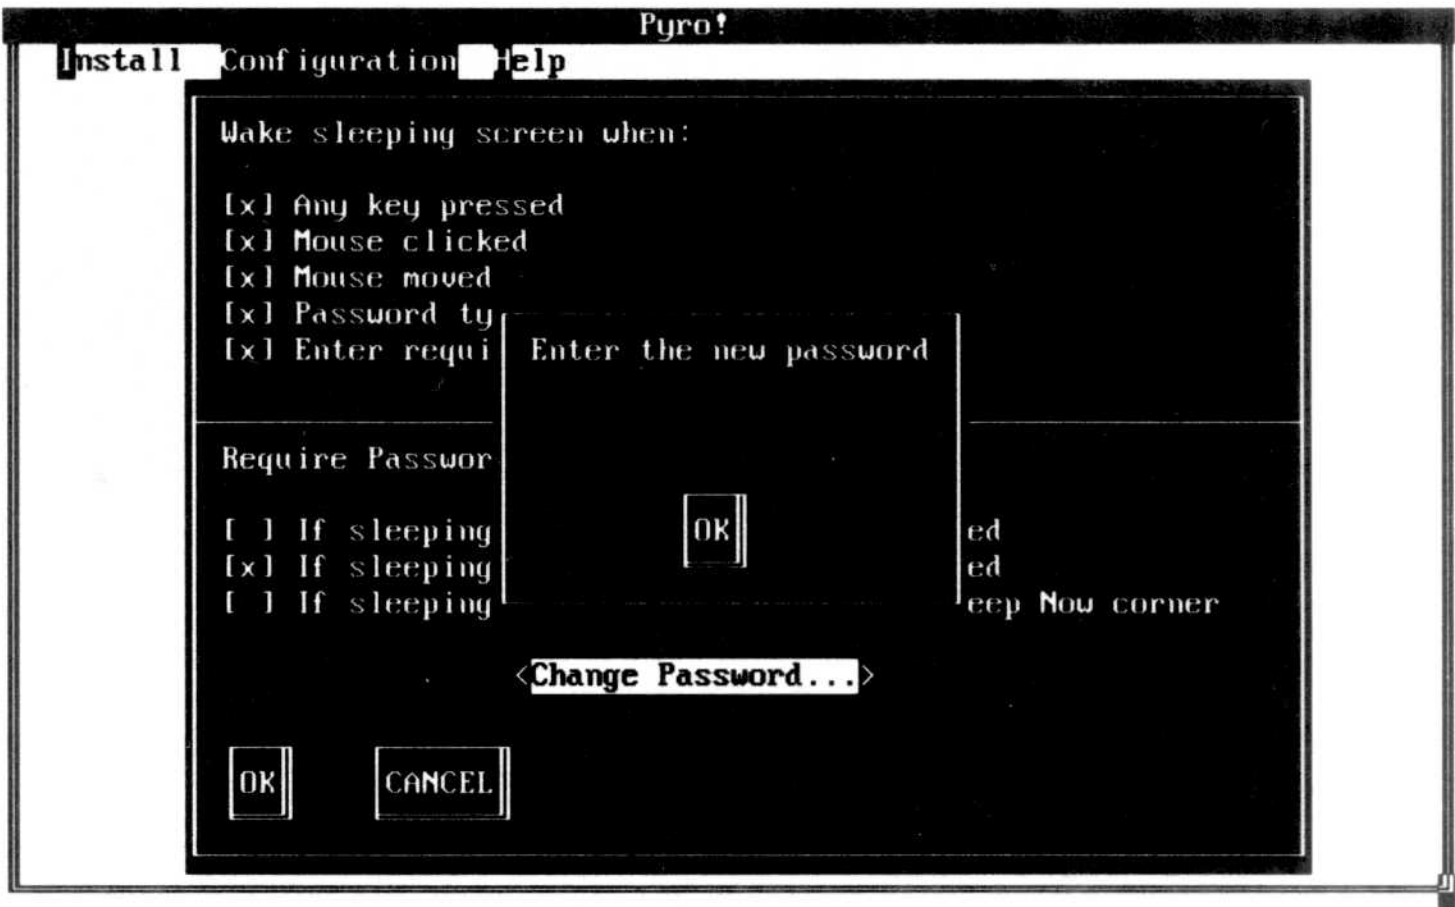 Pyro!
Install Configuration Help
Wake sleeping screen when:
[x] Any key pressed
[x] Mouse clicked
[x] Mouse moved
[x] Password ty
[x] Enter requi
Enter the new password
Require Passwor
OK
[ ] If sleeping ed
[x] If sleeping ed
[ ] If sleeping eep Now corner
<Change Password...>
OK CANCEL